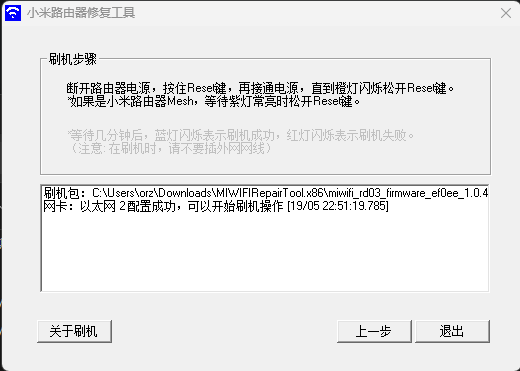 小米路由器修复工具
刷机步骤
断开路由器电源，按住Reset键，再接通电源，直到橙灯闪烁松开Reset键。
*如果是小米路由器Mesh，等待紫灯常亮时松开Reset键。
*等待几分钟后，蓝灯闪烁表示刷机成功，红灯闪烁表示刷机失败。
（注意: 在刷机时，请不要插外网网线）
刷机包：C:\Users\orz\Downloads\MIWIFIRepairTool.x86\miwifi_rd03_firmware_ef0ee_1.0.4
网卡：以太网 2配置成功，可以开始刷机操作 [19/05 22:51:19.785]
关于刷机
上一步
退出